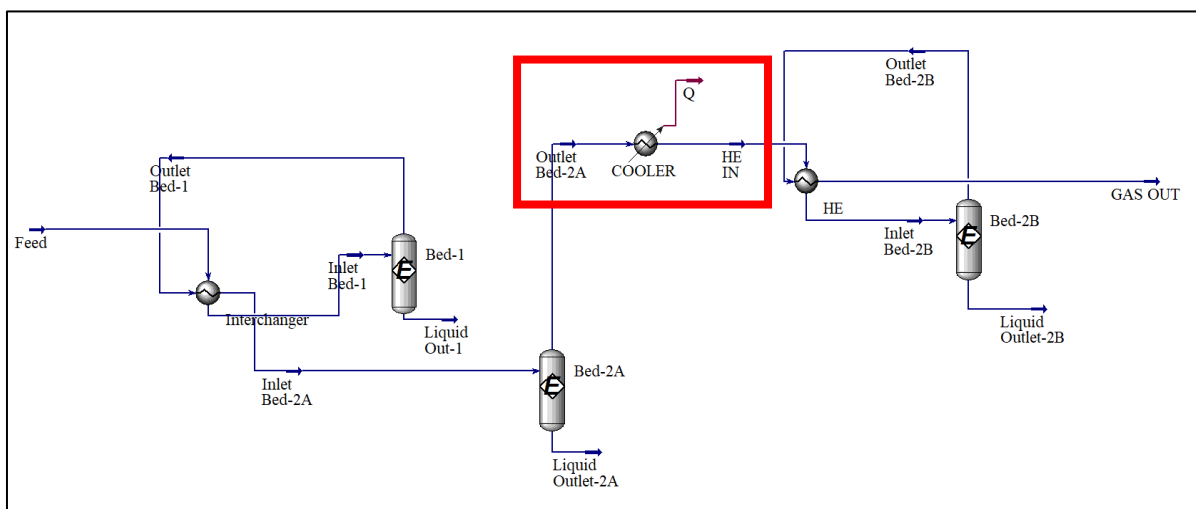 Outlet
Bed-2B
Q
Outlet
Bed-2A
COOLER
HE
IN
Outlet
Bed-1
GAS OUT
HE
Feed
Inlet
Bed-2B
Bed-2B
E
Bed-1
E
Inlet
Bed-1
Interchanger
Liquid
Out-1
Liquid
Outlet-2B
Inlet
Bed-2A
Bed-2A
E
Liquid
Outlet-2A